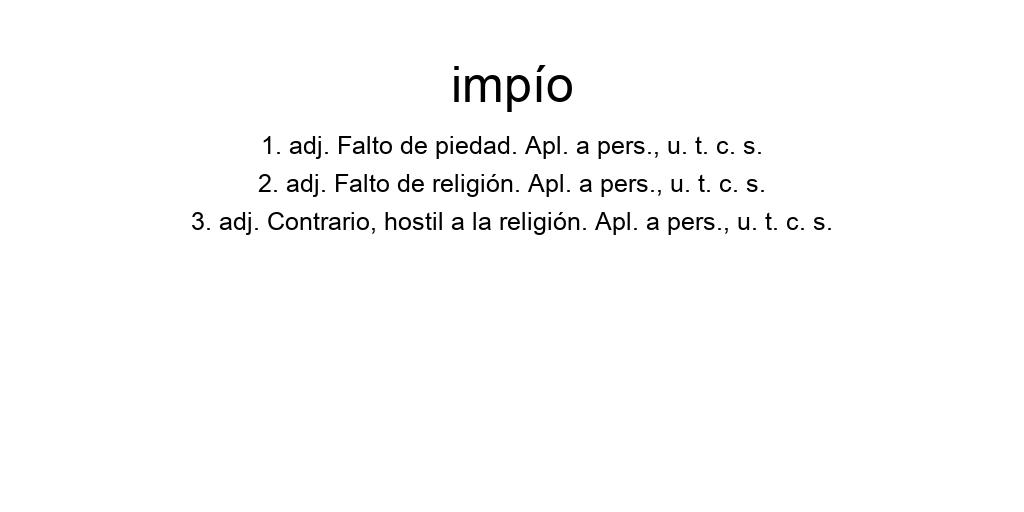 impío
1. adj. Falto de piedad. Apl. a pers., u. t. c. s.
2. adj. Falto de religión. Apl. a pers., u. t. c. s.
3. adj. Contrario, hostil a la religión. Apl. a pers., u. t. c. s.